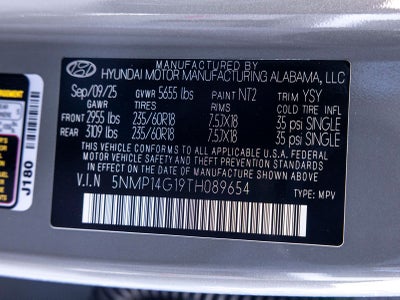 MANUFACTURED BY
HYUNDAI MOTOR MANUFACTURING ALABAMA, LLC
Sep/09/25 GVWR 5655 lbs PAINT NT2 TRIM YSY
GAWR TIRES RIMS COLD TIRE INFL
FRONT 2955 lbs 235/60R18 7.5JX18 35 psi SINGLE
REAR 3109 lbs 235/60R18 7.5JX18 35 psi SINGLE
THIS VEHICLE CONFORMS TO ALL APPLICABLE U.S.A. FEDERAL
MOTOR VEHICLE SAFETY AND THEFT PREVENTION STANDARDS
IN EFFECT ON THE DATE OF MANUFACTURE SHOWN ABOVE.
V.I.N 5NMP14G19TH089654
TYPE: MPV
J180